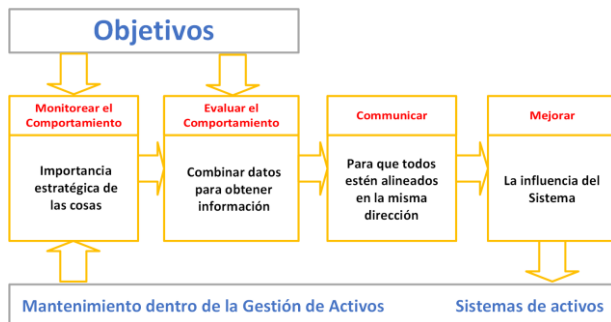 Objetivos
Monitorear el
Comportamiento
Importancia
estratégica de
las cosas
Evaluar el
Comportamiento
Combinar datos
para obtener
información
Communicar
Para que todos
estén alineados
en la misma
dirección
Mejorar
La influencia del
Sistema
Mantenimiento dentro de la Gestión de Activos
Sistemas de activos